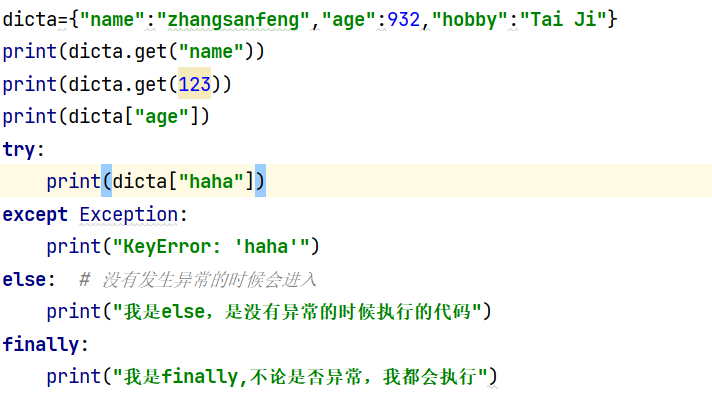 dicta={"name":"zhangsanfeng","age":932,"hobby":"Tai Ji"}
print(dicta.get("name"))
print(dicta.get(123))
print(dicta["age"])
try:
    print(dicta["haha"])
except Exception:
    print("KeyError: 'haha'")
else:  # 没有发生异常的时候会进入
    print("我是else，是没有异常的时候执行的代码")
finally:
    print("我是finally,不论是否异常，我都会执行")